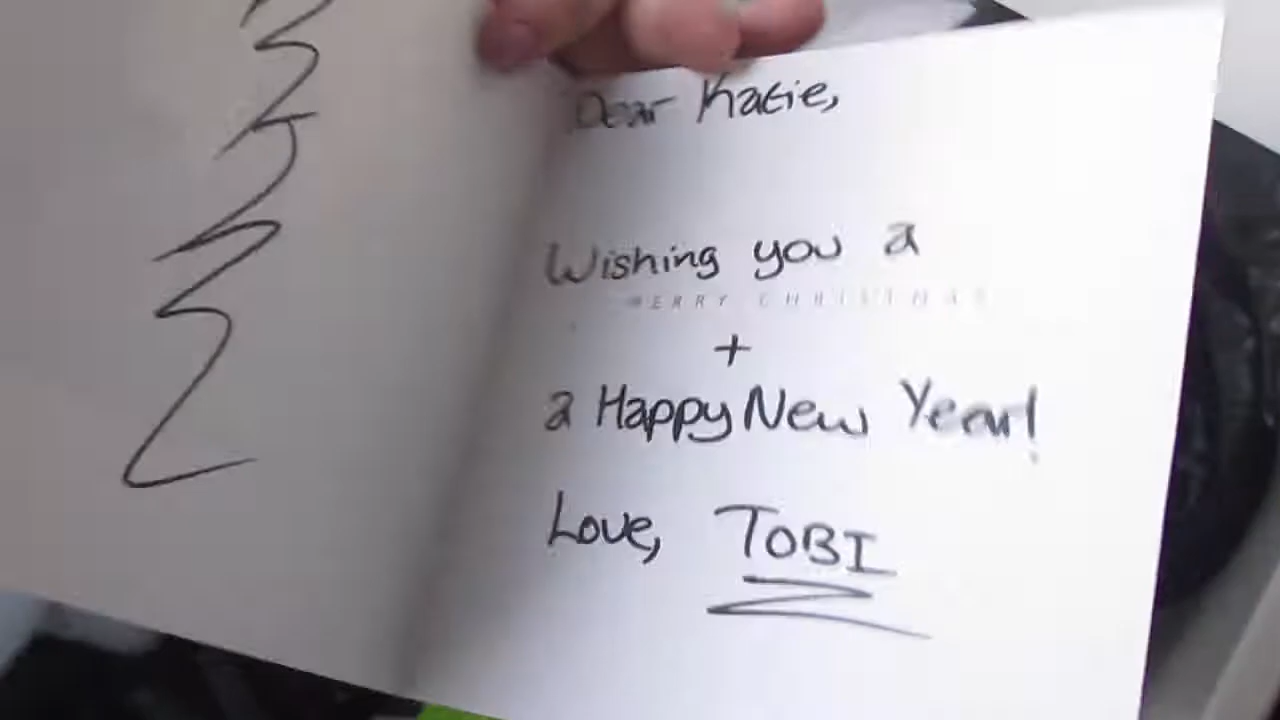 Dear Katie,
Wishing you a
MERRY CHRISTMAS
+
a Happy New Year!
Love, TOBI